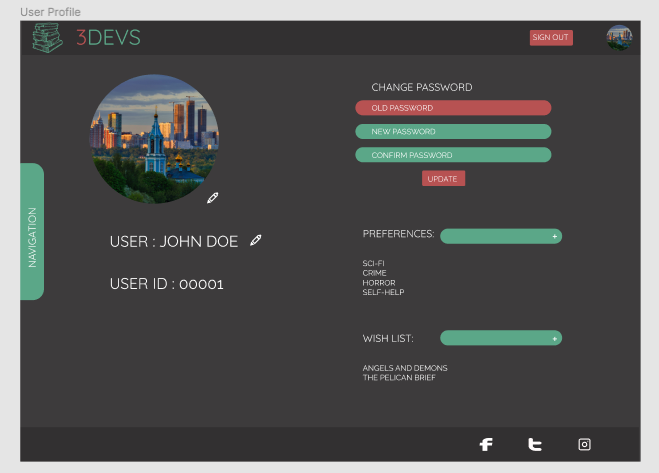 User Profile
3DEVS
SIGN OUT
CHANGE PASSWORD
OLD PASSWORD
NEW PASSWORD
CONFIRM PASSWORD
UPDATE
NAVIGATION
USER : JOHN DOE
USER ID : 00001
PREFERENCES:
+
SCI-FI
CRIME
HORROR
SELF-HELP
WISH LIST:
+
ANGELS AND DEMONS
THE PELICAN BRIEF